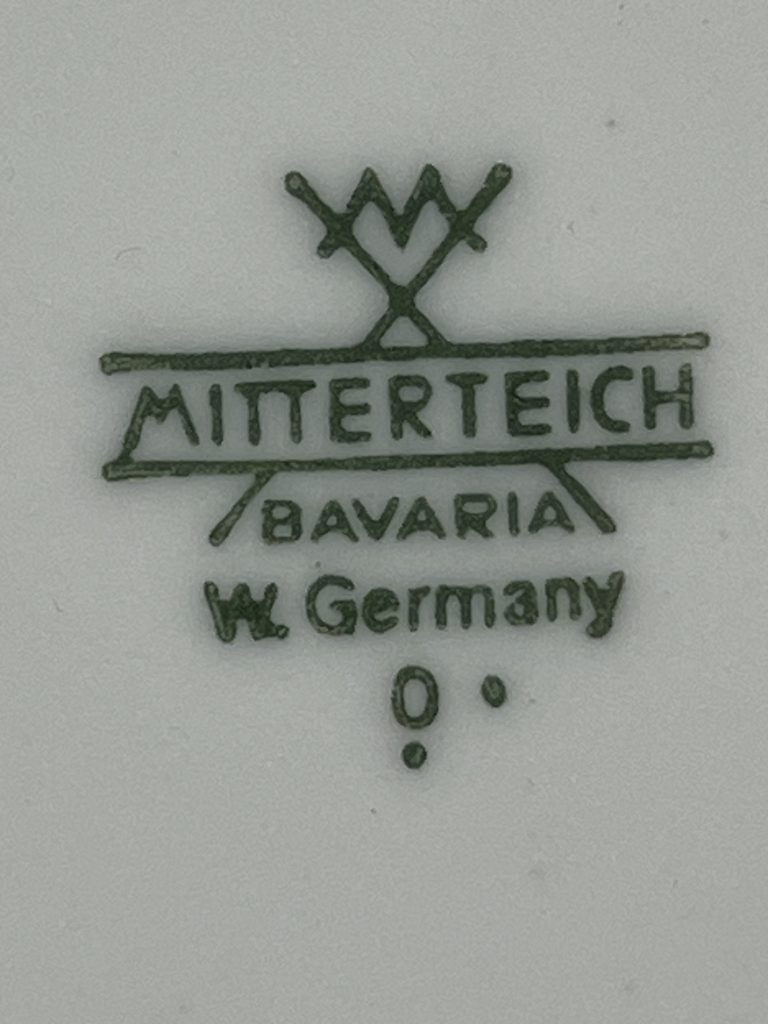 MITTERTEICH
BAVARIA
W. Germany
0